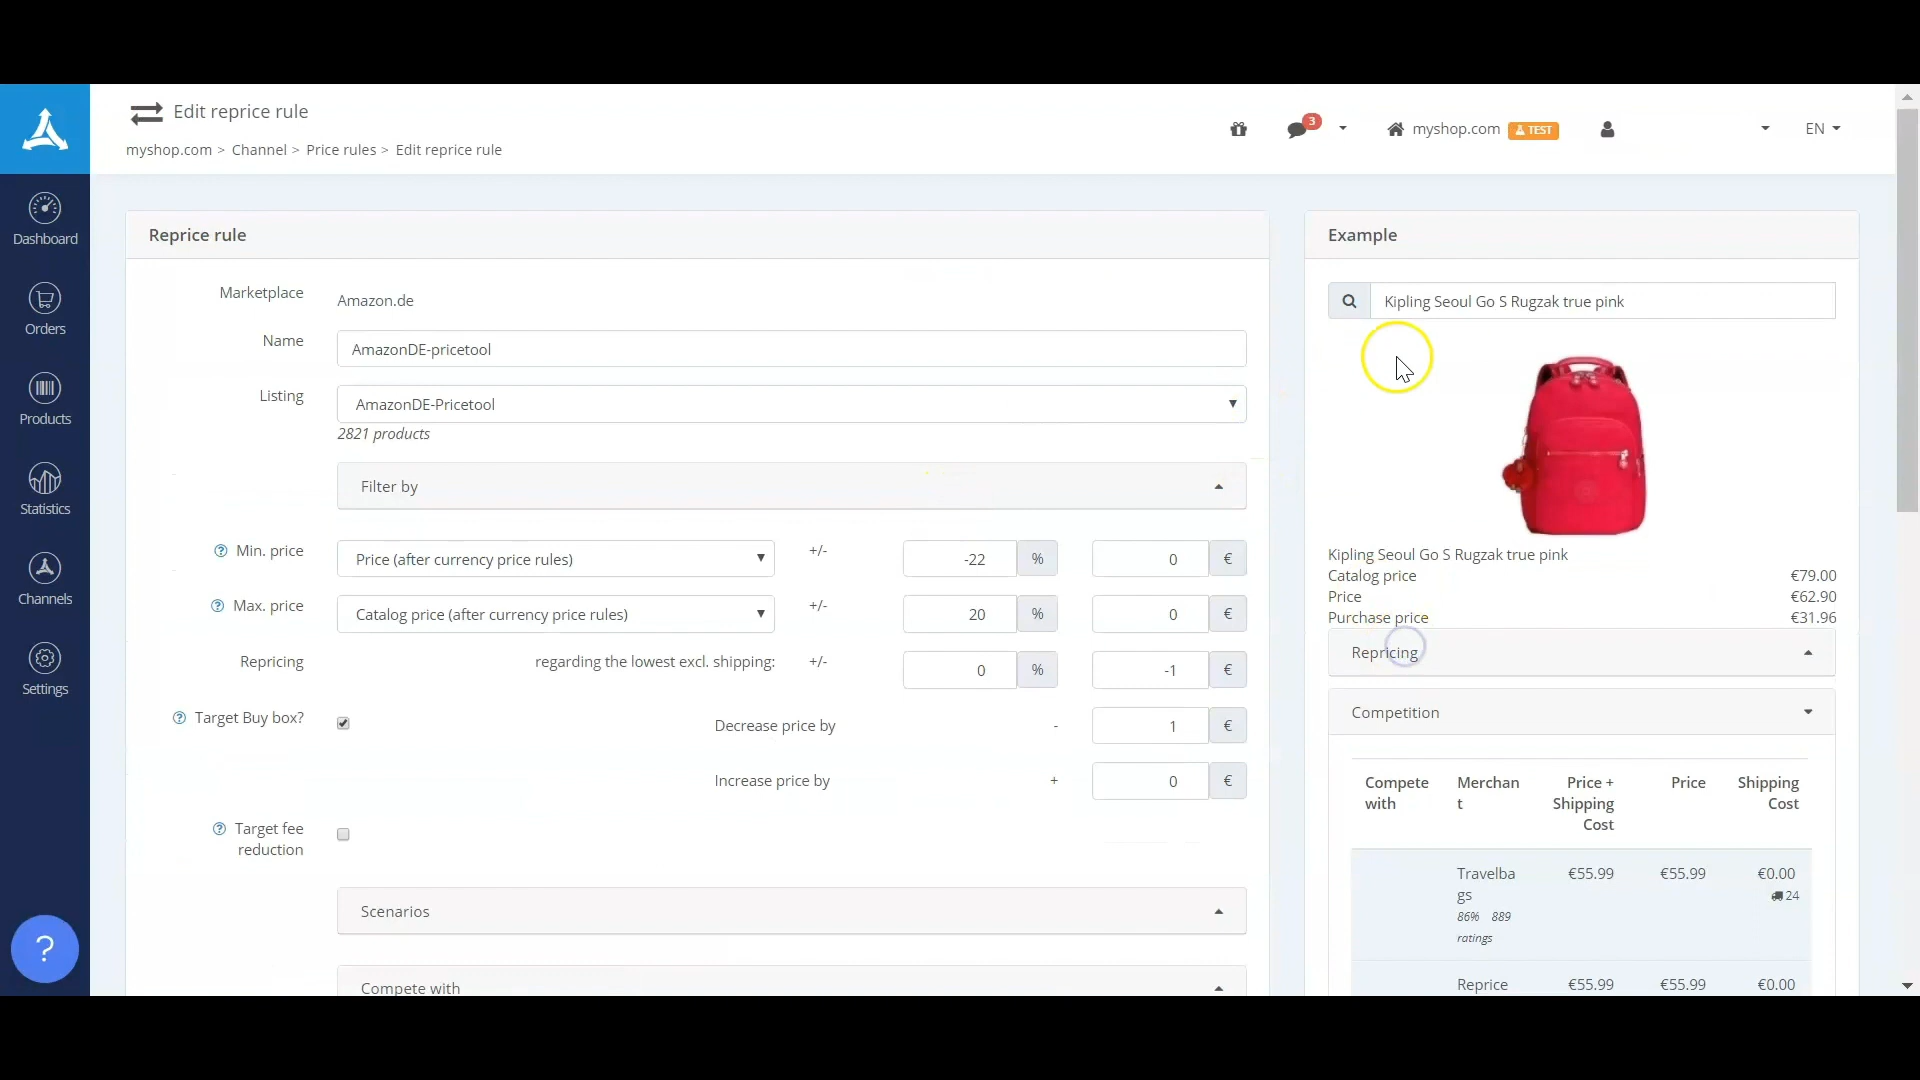 Edit reprice rule
myshop.com > Channel > Price rules > Edit reprice rule
3
myshop.com TEST
EN
Dashboard
Orders
Products
Statistics
Channels
Settings
?
Reprice rule
Marketplace Amazon.de
Name AmazonDE-pricetool
Listing AmazonDE-Pricetool
2821 products
Filter by
? Min. price Price (after currency price rules) +/- -22 % 0 €
? Max. price Catalog price (after currency price rules) +/- 20 % 0 €
Repricing regarding the lowest excl. shipping: +/- 0 % -1 €
? Target Buy box? Decrease price by - 1 €
Increase price by + 0 €
? Target fee
reduction
Scenarios
Compete with
Example
Kipling Seoul Go S Rugzak true pink
Kipling Seoul Go S Rugzak true pink
Catalog price €79.00
Price €62.90
Purchase price €31.96
Repricing
Competition
Compete Merchan Price + Price Shipping
with t Shipping Cost
Cost
Travelba €55.99 €55.99 €0.00
gs 24
86% 889
ratings
Reprice €55.99 €55.99 €0.00